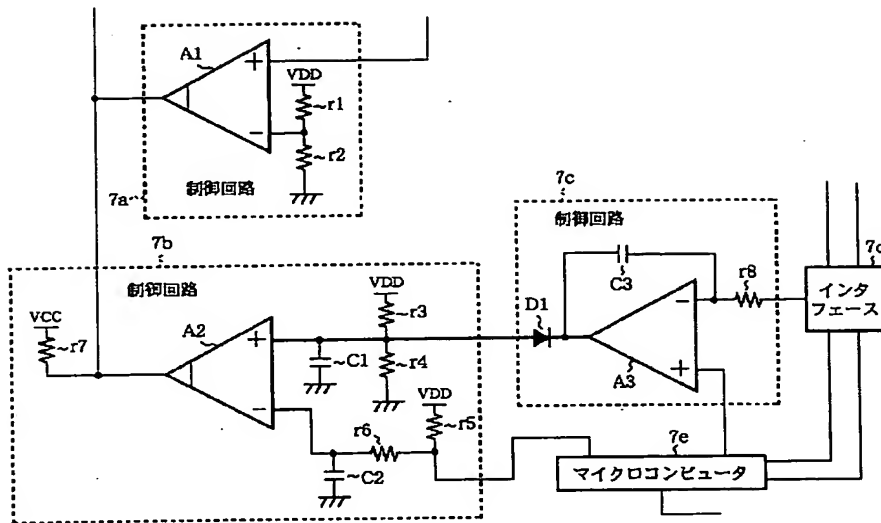 A1
VDD
r1
r2
7a
制御回路
7b
制御回路
VCC
r7
A2
VDD
r3
r4
C1
VDD
r5
r6
C2
7c
制御回路
C3
r8
D1
A3
7d
インタ
フェース
7e
マイクロコンピュータ